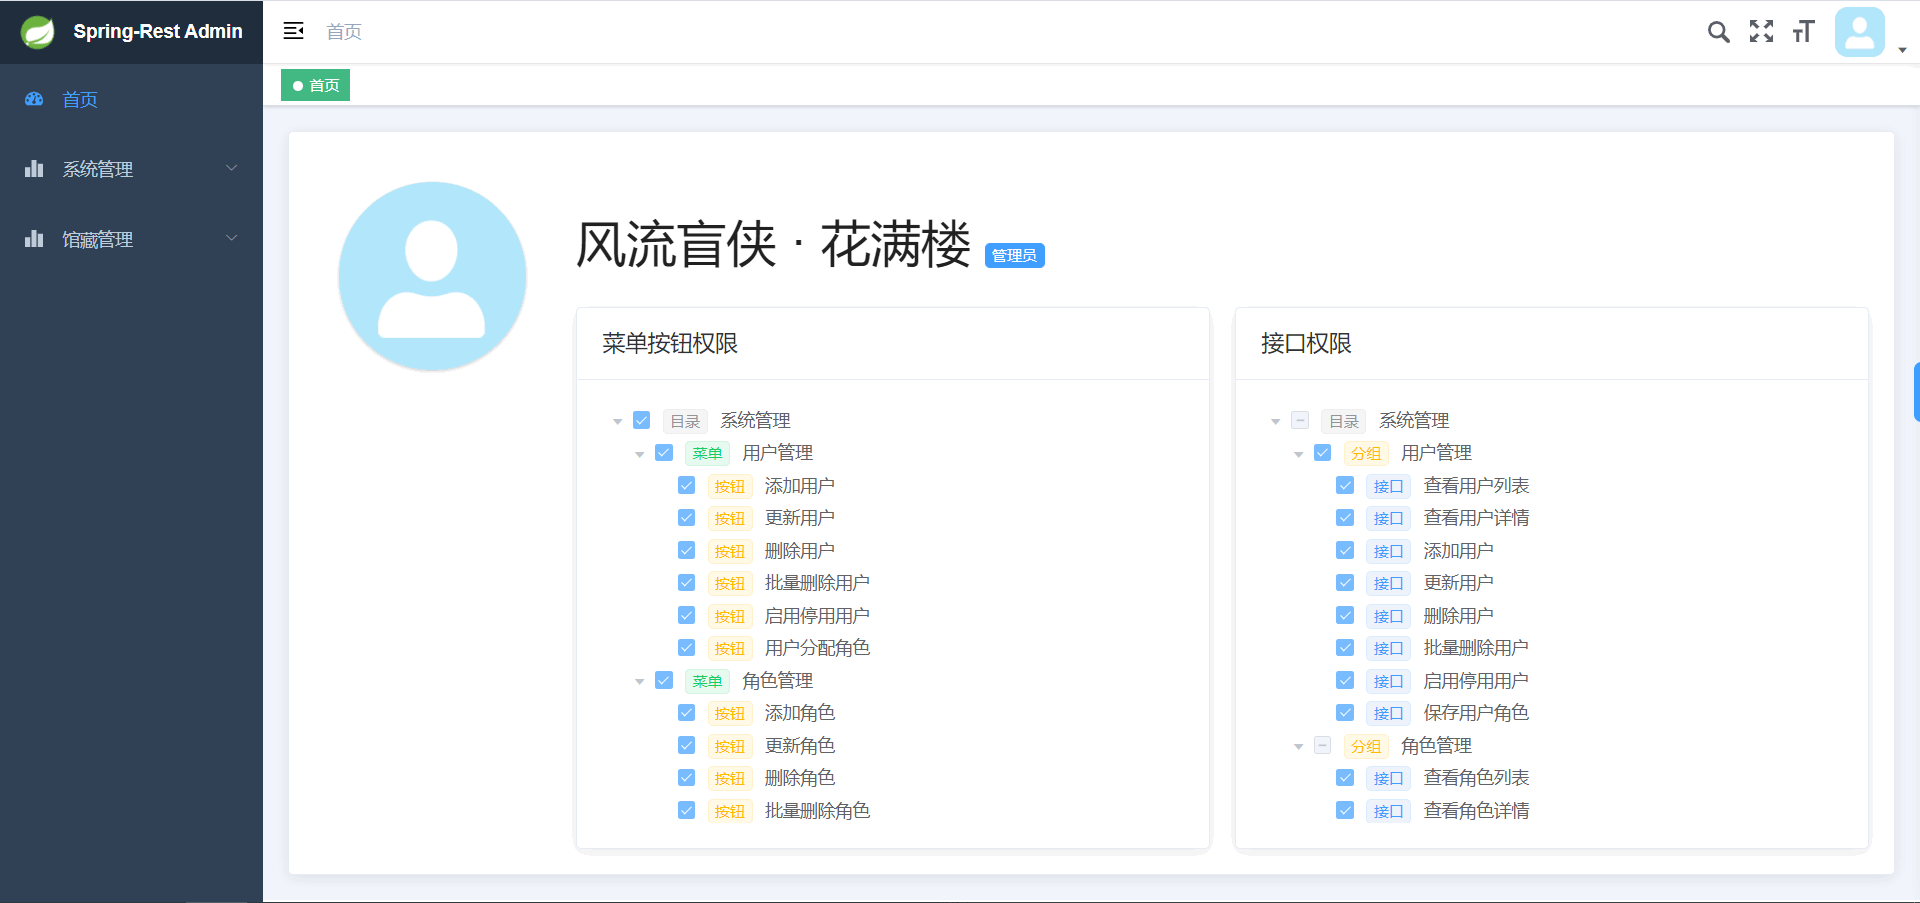 Spring-Rest Admin
首页
首页
首页
系统管理
馆藏管理
风流盲侠 · 花满楼
管理员
菜单按钮权限
目录 系统管理
菜单 用户管理
按钮 添加用户
按钮 更新用户
按钮 删除用户
按钮 批量删除用户
按钮 启用停用用户
按钮 用户分配角色
菜单 角色管理
按钮 添加角色
按钮 更新角色
按钮 删除角色
按钮 批量删除角色
接口权限
目录 系统管理
分组 用户管理
接口 查看用户列表
接口 查看用户详情
接口 添加用户
接口 更新用户
接口 删除用户
接口 批量删除用户
接口 启用停用用户
接口 保存用户角色
分组 角色管理
接口 查看角色列表
接口 查看角色详情